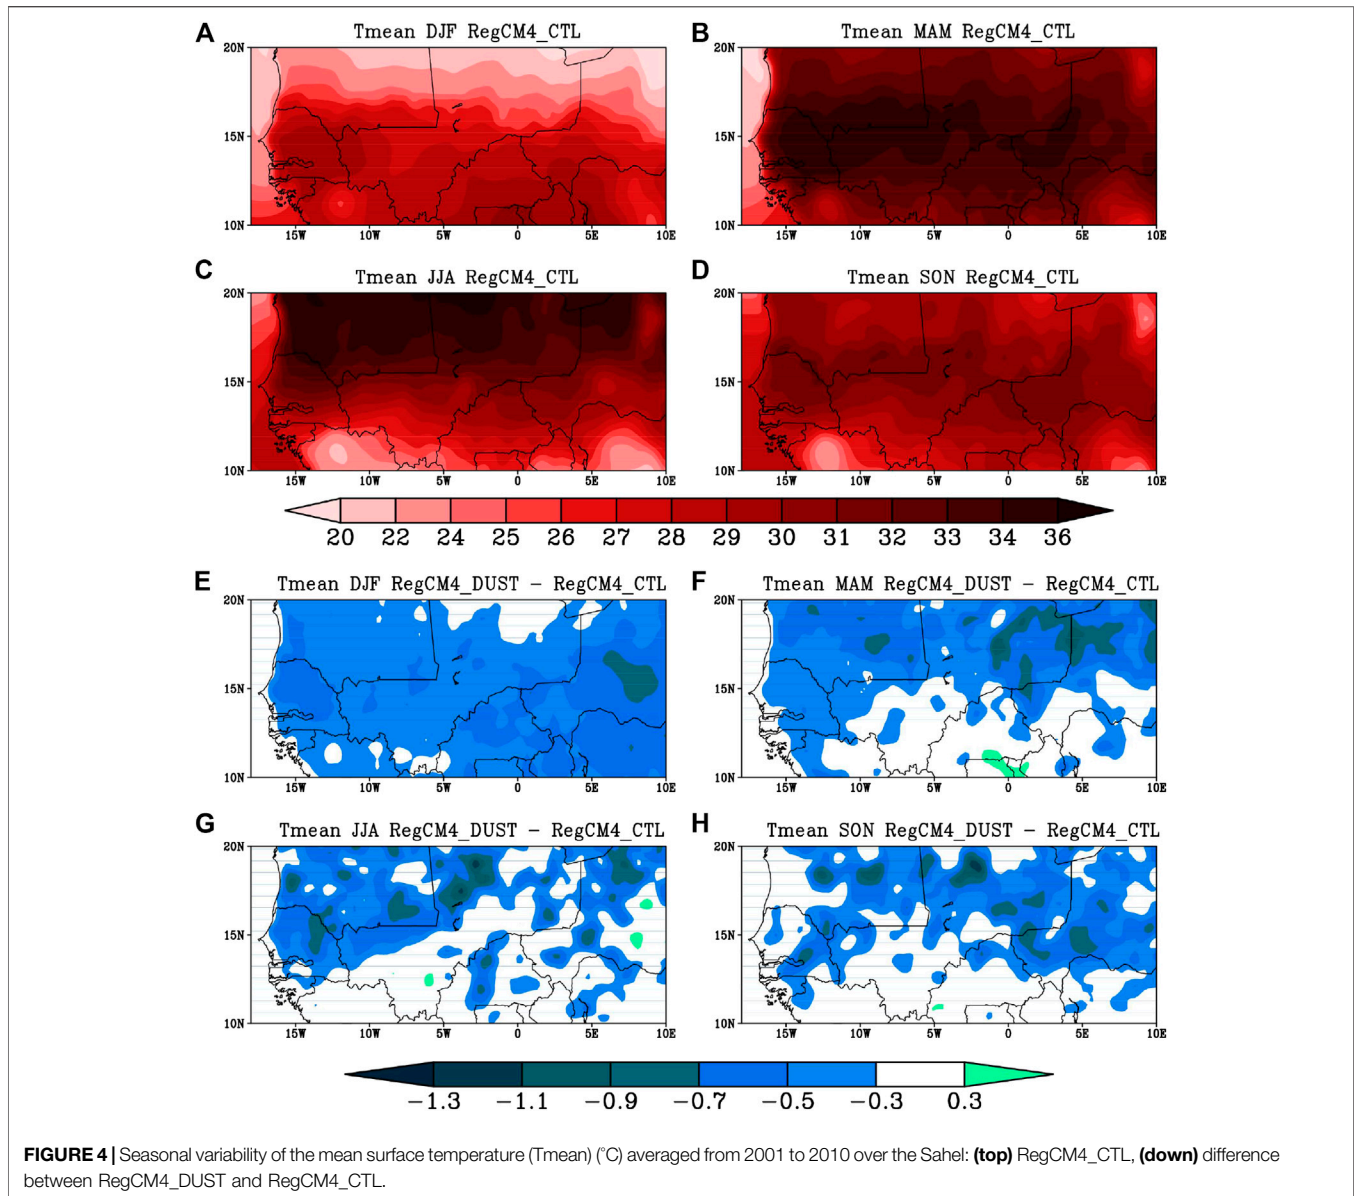 A
Tmean DJF RegCM4_CTL
20N
15N
10N
15W 10W 5W 0 5E 10E
B
Tmean MAM RegCM4_CTL
20N
15N
10N
15W 10W 5W 0 5E 10E
C
Tmean JJA RegCM4_CTL
20N
15N
10N
15W 10W 5W 0 5E 10E
D
Tmean SON RegCM4_CTL
20N
15N
10N
15W 10W 5W 0 5E 10E
20 22 24 25 26 27 28 29 30 31 32 33 34 36
E
Tmean DJF RegCM4_DUST − RegCM4_CTL
20N
15N
10N
15W 10W 5W 0 5E 10E
F
Tmean MAM RegCM4_DUST − RegCM4_CTL
20N
15N
10N
15W 10W 5W 0 5E 10E
G
Tmean JJA RegCM4_DUST − RegCM4_CTL
20N
15N
10N
15W 10W 5W 0 5E 10E
H
Tmean SON RegCM4_DUST − RegCM4_CTL
20N
15N
10N
15W 10W 5W 0 5E 10E
−1.3 −1.1 −0.9 −0.7 −0.5 −0.3 0.3
FIGURE 4 | Seasonal variability of the mean surface temperature (Tmean) (°C) averaged from 2001 to 2010 over the Sahel: (top) RegCM4_CTL, (down) difference
between RegCM4_DUST and RegCM4_CTL.